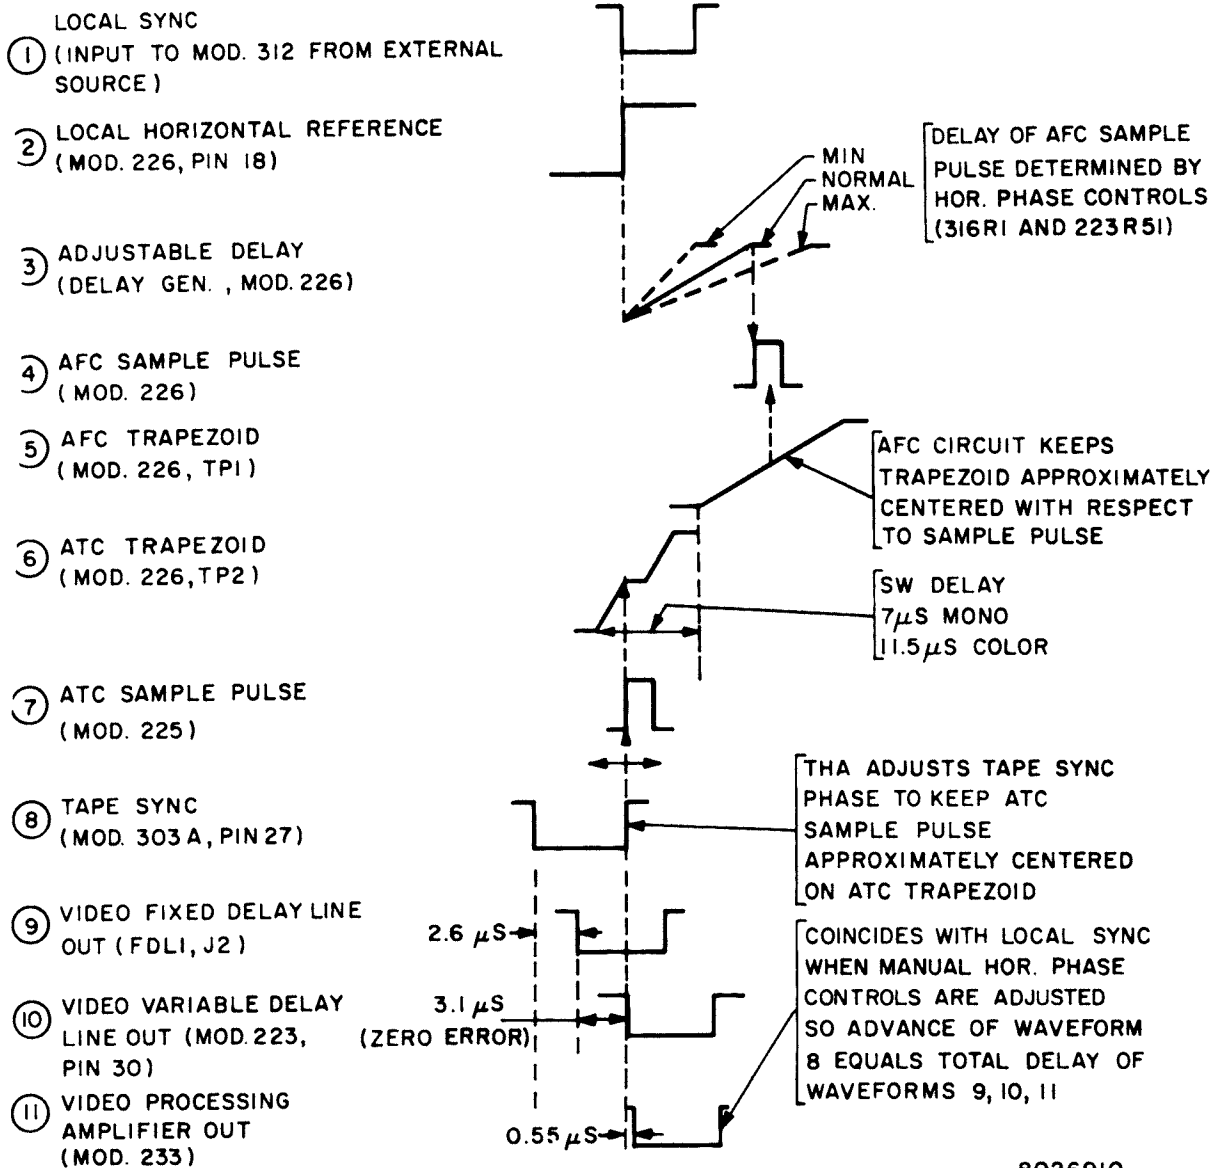 LOCAL SYNC
1 (INPUT TO MOD. 312 FROM EXTERNAL
SOURCE)
2 LOCAL HORIZONTAL REFERENCE
(MOD. 226, PIN 18)
MIN
NORMAL
MAX.
DELAY OF AFC SAMPLE
PULSE DETERMINED BY
HOR. PHASE CONTROLS
(316R1 AND 223R51)
3 ADJUSTABLE DELAY
(DELAY GEN. , MOD. 226)
4 AFC SAMPLE PULSE
(MOD. 226)
5 AFC TRAPEZOID
(MOD. 226, TP1)
AFC CIRCUIT KEEPS
TRAPEZOID APPROXIMATELY
CENTERED WITH RESPECT
TO SAMPLE PULSE
6 ATC TRAPEZOID
(MOD. 226, TP2)
SW DELAY
7µS MONO
11.5µS COLOR
7 ATC SAMPLE PULSE
(MOD. 225)
THA ADJUSTS TAPE SYNC
PHASE TO KEEP ATC
SAMPLE PULSE
APPROXIMATELY CENTERED
ON ATC TRAPEZOID
8 TAPE SYNC
(MOD. 303A, PIN 27)
9 VIDEO FIXED DELAY LINE
OUT (FDL1, J2)
2.6 µS
COINCIDES WITH LOCAL SYNC
WHEN MANUAL HOR. PHASE
CONTROLS ARE ADJUSTED
SO ADVANCE OF WAVEFORM
8 EQUALS TOTAL DELAY OF
WAVEFORMS 9, 10, 11
10 VIDEO VARIABLE DELAY
LINE OUT (MOD. 223,
PIN 30)
3.1 µS
(ZERO ERROR)
11 VIDEO PROCESSING
AMPLIFIER OUT
(MOD. 233)
0.55 µS